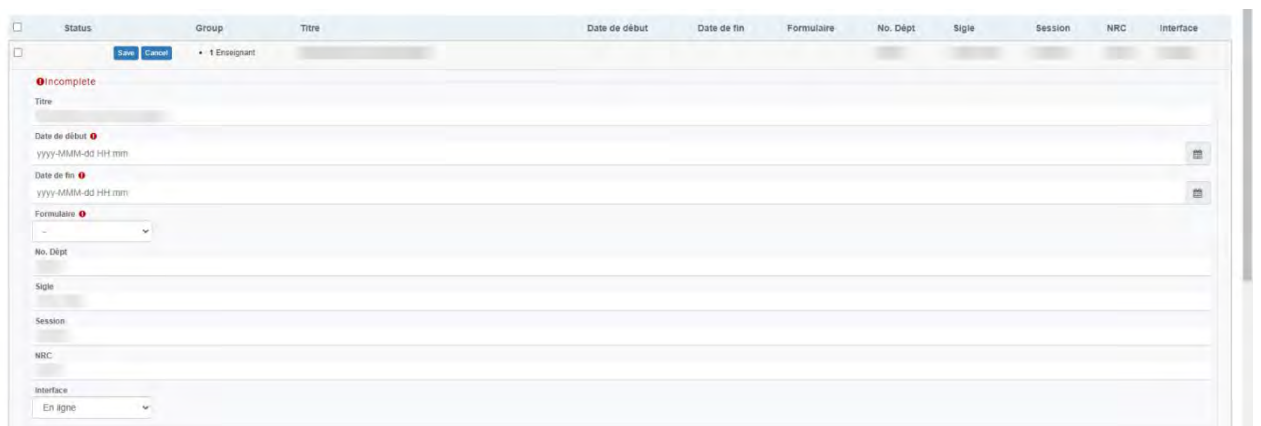 Status Group Titre Date de début Date de fin Formulaire No. Dépt Sigle Session NRC Interface
Save Cancel • 1 Enseignant
Incomplete
Titre
Date de début
yyyy-MMM-dd HH:mm
Date de fin
yyyy-MMM-dd HH:mm
Formulaire
-
No. Dépt
Sigle
Session
NRC
Interface
En ligne